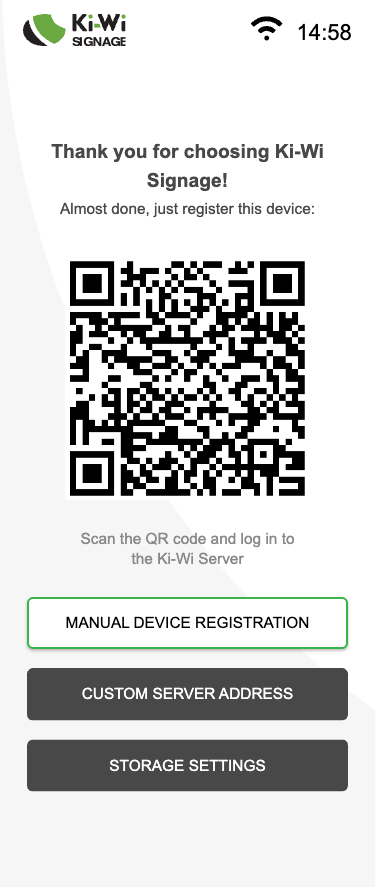 Ki-Wi
SIGNAGE
14:58
Thank you for choosing Ki-Wi
Signage!
Almost done, just register this device:
Scan the QR code and log in to
the Ki-Wi Server
MANUAL DEVICE REGISTRATION
CUSTOM SERVER ADDRESS
STORAGE SETTINGS